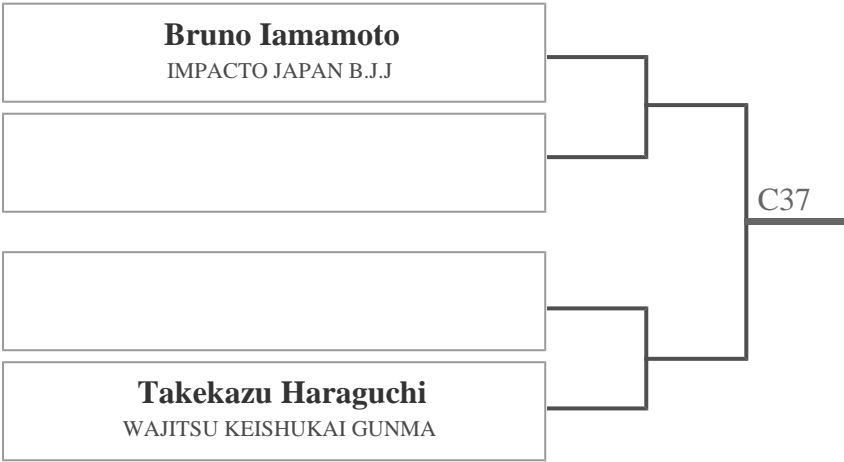 Bruno Iamamoto
IMPACTO JAPAN B.J.J
C37
Takekazu Haraguchi
WAJITSU KEISHUKAI GUNMA